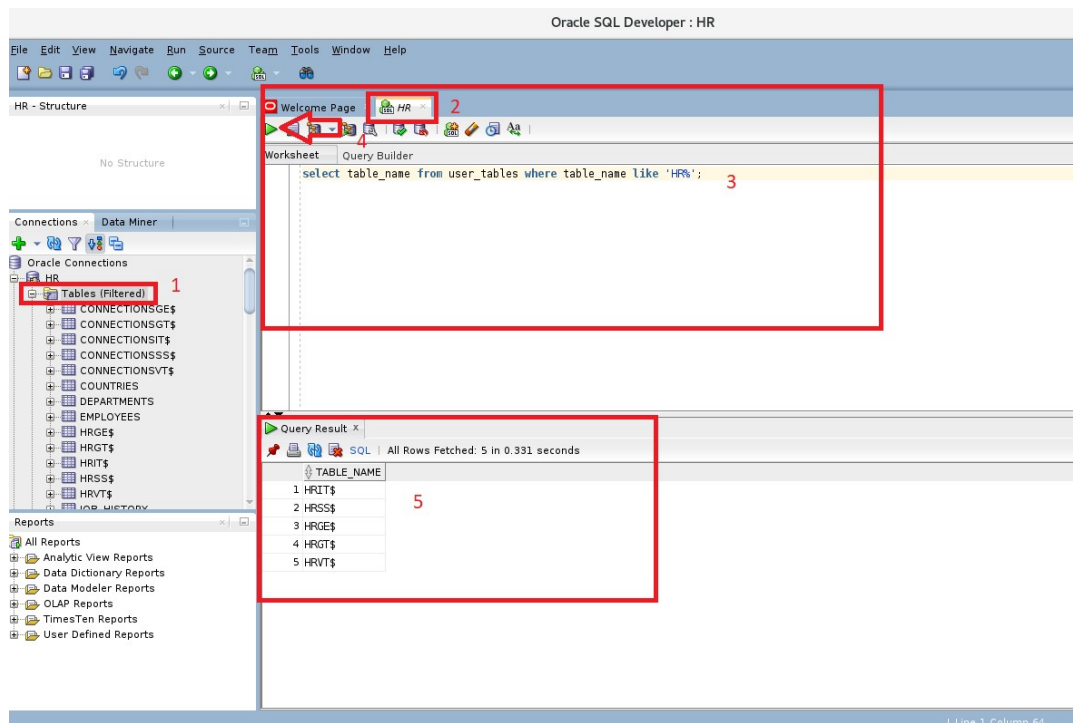 Oracle SQL Developer : HR
File Edit View Navigate Run Source Team Tools Window Help
HR - Structure
No Structure
Connections Data Miner
Oracle Connections
HR
Tables (Filtered)
1
CONNECTIONSGE$
CONNECTIONSGT$
CONNECTIONSIT$
CONNECTIONSSS$
CONNECTIONSVT$
COUNTRIES
DEPARTMENTS
EMPLOYEES
HRGE$
HRGT$
HRIT$
HRSS$
HRVT$
JOB_HISTORY
Reports
All Reports
Analytic View Reports
Data Dictionary Reports
Data Modeler Reports
OLAP Reports
TimesTen Reports
User Defined Reports
Welcome Page HR 2
4
Worksheet Query Builder
select table_name from user_tables where table_name like 'HR%';
3
Query Result
SQL | All Rows Fetched: 5 in 0.331 seconds
TABLE_NAME
1 HRIT$
2 HRSS$
3 HRGE$
4 HRGT$
5 HRVT$
5
Line 1 Column 64